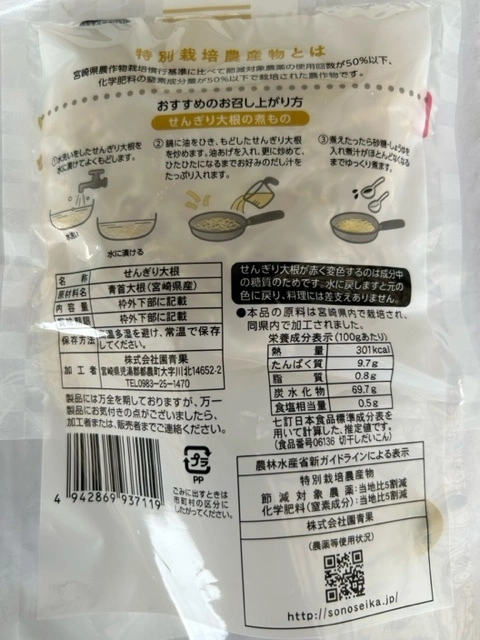 特別栽培農産物とは
宮崎県農作物栽培慣行基準に比べて節減対象農薬の使用回数が50%以下、
化学肥料の窒素成分量が50%以下で栽培された農作物です。
おすすめのお召し上がり方
せんぎり大根の煮もの
①水洗いをしたせんぎり大根を
水に漬けてよくもどします。
②鍋に油をひき、もどしたせんぎり大根
を炒めます。油あげを入れ、更に炒めて、
ひたひたになるまでお好みのだし汁を
たっぷり入れます。
③煮えたったら砂糖・しょうゆを
入れ煮汁がほとんどなくなる
までゆっくり煮ます。
水洗い
水に漬ける
名称 せんぎり大根
原材料名 青首大根(宮崎県産)
内容量 枠外下部に記載
賞味期限 枠外下部に記載
保存方法 高温多湿を避け、常温で保存
してください。
加工者 株式会社園青果
宮崎県児湯郡都農町大字川北14652-2
TEL0983-25-1470
製品には万全を期しておりますが、万一
製品にお気付きの点がございましたら、
加工者または、販売者までご連絡ください。
せんぎり大根が赤く変色するのは成分中
の糖質のためです。水に戻しますと元の
色に戻り、料理には差支えありません。
●本品の原料は宮崎県内で栽培され、
同県内で加工されました。
栄養成分表示(100gあたり)
熱量 301kcal
たんぱく質 9.7g
脂質 0.8g
炭水化物 69.7g
食塩相当量 0.5g
七訂日本食品標準成分表を
用いて計算した、推定値です。
(食品番号06136 切干しだいこん)
4 942869 937119
プラ
PP
ごみに出すときは
市町村の区分に
したがってください。
農林水産省新ガイドラインによる表示
特別栽培農産物
節減対象農薬:当地比5割減
化学肥料(窒素成分):当地比5割減
株式会社園青果
(農薬等使用状況)
http://sonoseika.jp/